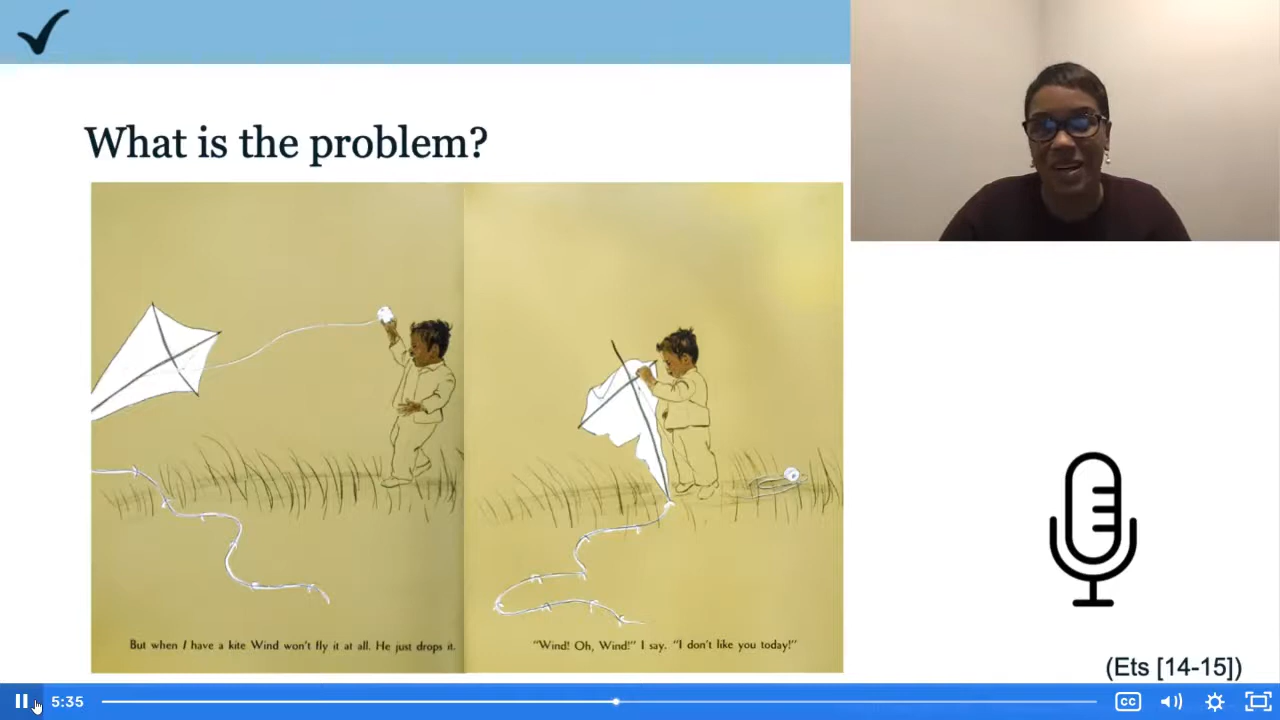 What is the problem?
But when I have a kite Wind won't fly it at all. He just drops it.
"Wind! Oh, Wind!" I say. "I don't like you today!"
(Ets [14-15])
5:35
CC